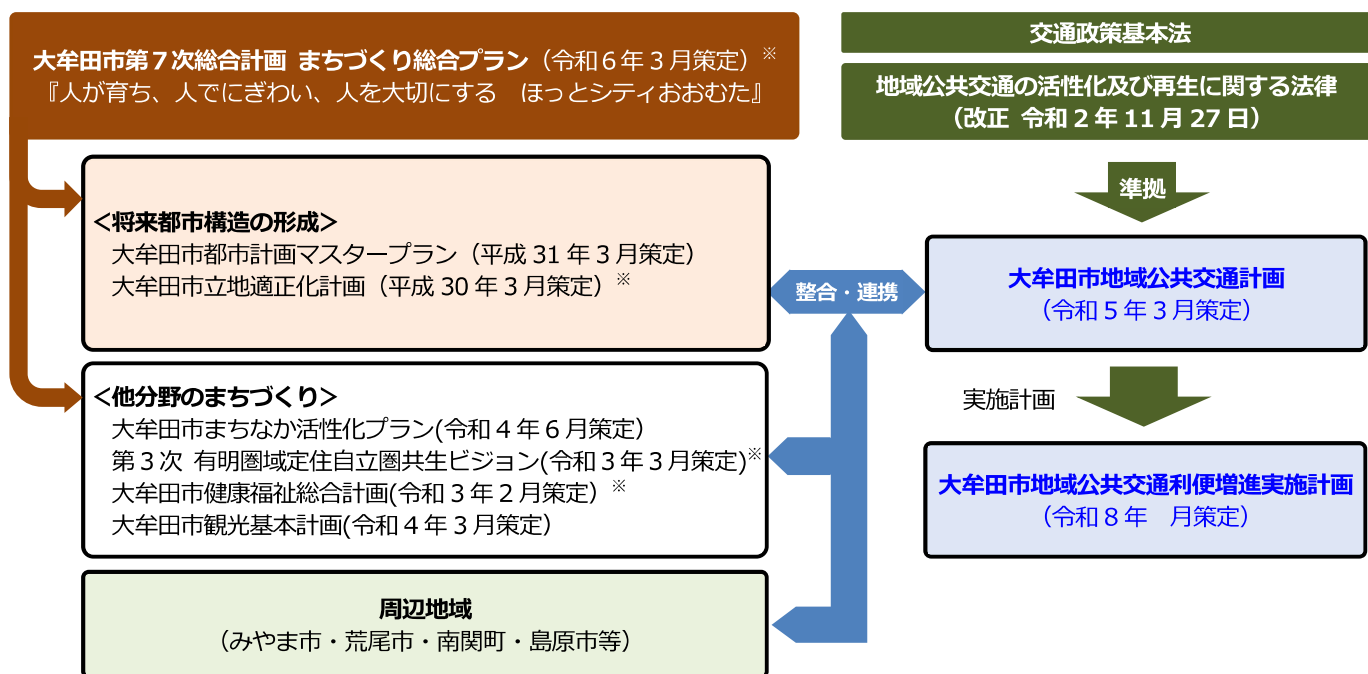 大牟田市第７次総合計画 まちづくり総合プラン（令和６年３月策定）※
『人が育ち、人でにぎわい、人を大切にする　ほっとシティおおむた』
交通政策基本法
地域公共交通の活性化及び再生に関する法律
（改正 令和２年11月27日）
準拠
＜将来都市構造の形成＞
大牟田市都市計画マスタープラン（平成31年３月策定）
大牟田市立地適正化計画（平成30年３月策定）※
整合・連携
大牟田市地域公共交通計画
（令和５年３月策定）
＜他分野のまちづくり＞
大牟田市まちなか活性化プラン(令和４年６月策定）
第３次 有明圏域定住自立圏共生ビジョン(令和３年３月策定)※
大牟田市健康福祉総合計画(令和３年２月策定）※
大牟田市観光基本計画(令和４年３月策定）
実施計画
大牟田市地域公共交通利便増進実施計画
（令和８年　月策定）
周辺地域
（みやま市・荒尾市・南関町・島原市等）